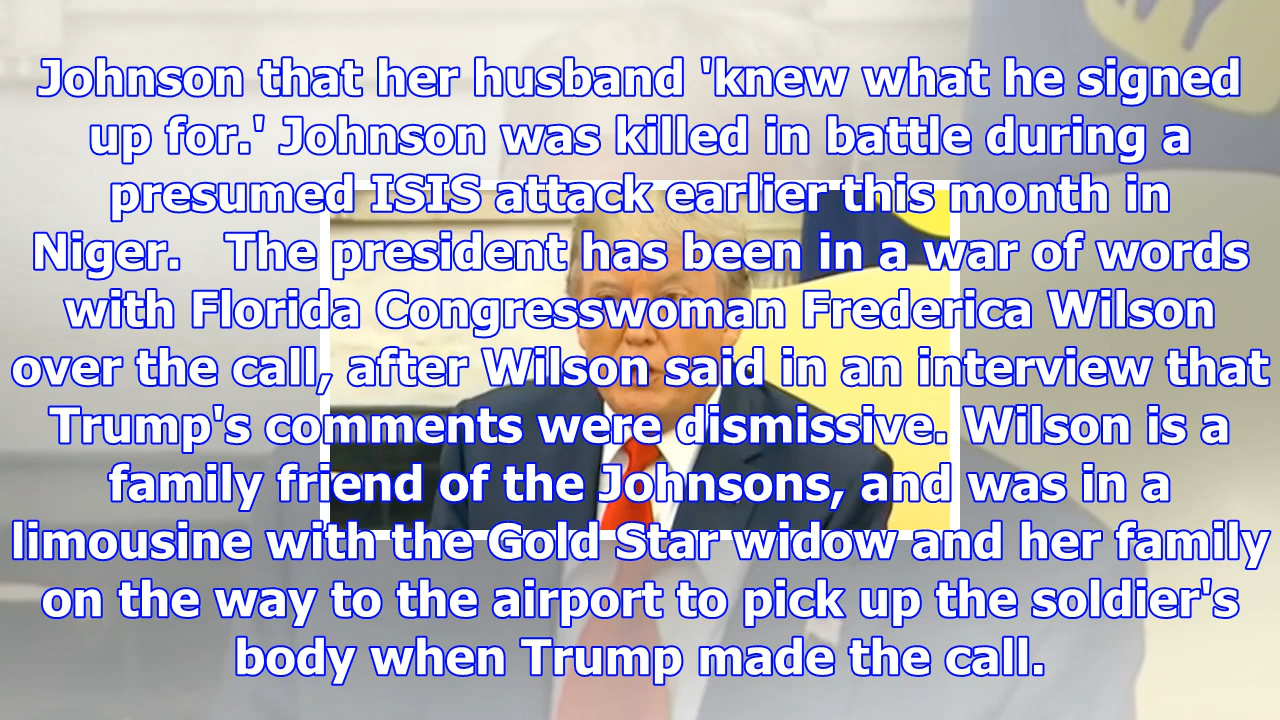 Johnson that her husband 'knew what he signed
up for.' Johnson was killed in battle during a
presumed ISIS attack earlier this month in
Niger.   The president has been in a war of words
with Florida Congresswoman Frederica Wilson
over the call, after Wilson said in an interview that
Trump's comments were dismissive. Wilson is a
family friend of the Johnsons, and was in a
limousine with the Gold Star widow and her family
on the way to the airport to pick up the soldier's
body when Trump made the call.